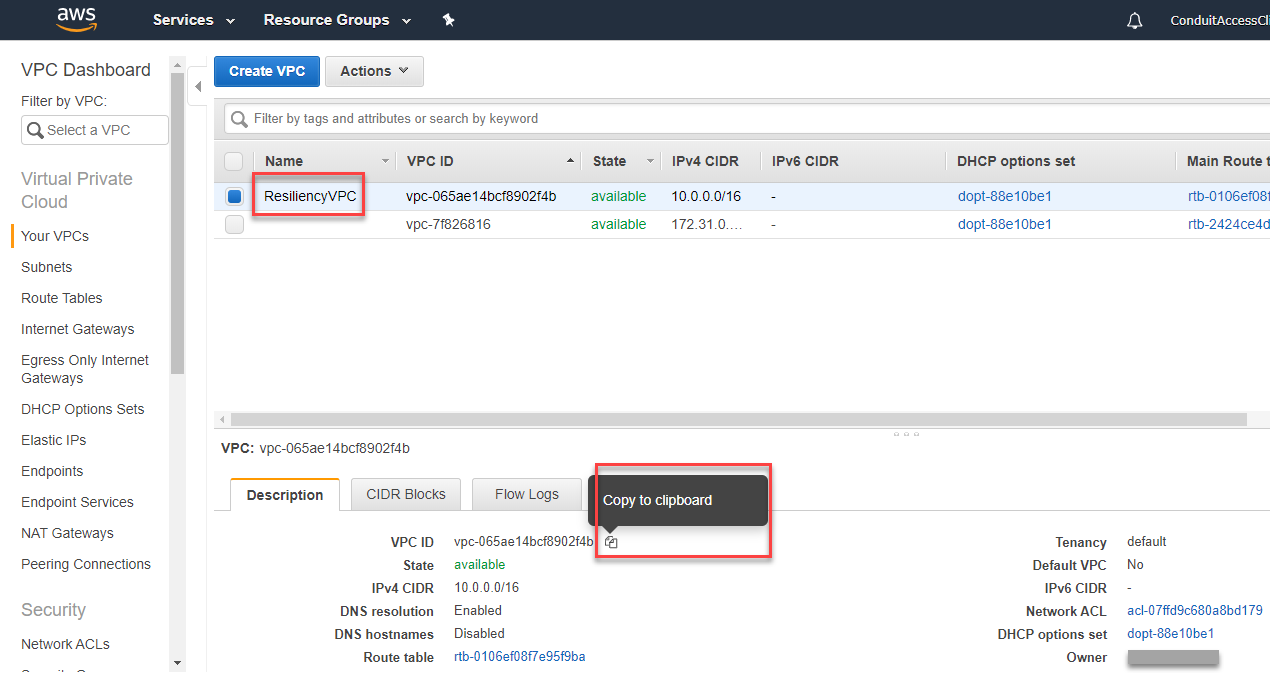 aws Services Resource Groups ConduitAccessCli
VPC Dashboard
Filter by VPC:
Select a VPC
Virtual Private
Cloud
Your VPCs
Subnets
Route Tables
Internet Gateways
Egress Only Internet
Gateways
DHCP Options Sets
Elastic IPs
Endpoints
Endpoint Services
NAT Gateways
Peering Connections
Security
Network ACLs
Create VPC Actions
Filter by tags and attributes or search by keyword
Name VPC ID State IPv4 CIDR IPv6 CIDR DHCP options set Main Route t
ResiliencyVPC vpc-065ae14bcf8902f4b available 10.0.0.0/16 - dopt-88e10be1 rtb-0106ef08f
vpc-7f826816 available 172.31.0.… - dopt-88e10be1 rtb-2424ce4d
VPC: vpc-065ae14bcf8902f4b
Description CIDR Blocks Flow Logs
Copy to clipboard
VPC ID vpc-065ae14bcf8902f4b
State available
IPv4 CIDR 10.0.0.0/16
DNS resolution Enabled
DNS hostnames Disabled
Route table rtb-0106ef08f7e95f9ba
Tenancy default
Default VPC No
IPv6 CIDR -
Network ACL acl-07ffd9c680a8bd179
DHCP options set dopt-88e10be1
Owner